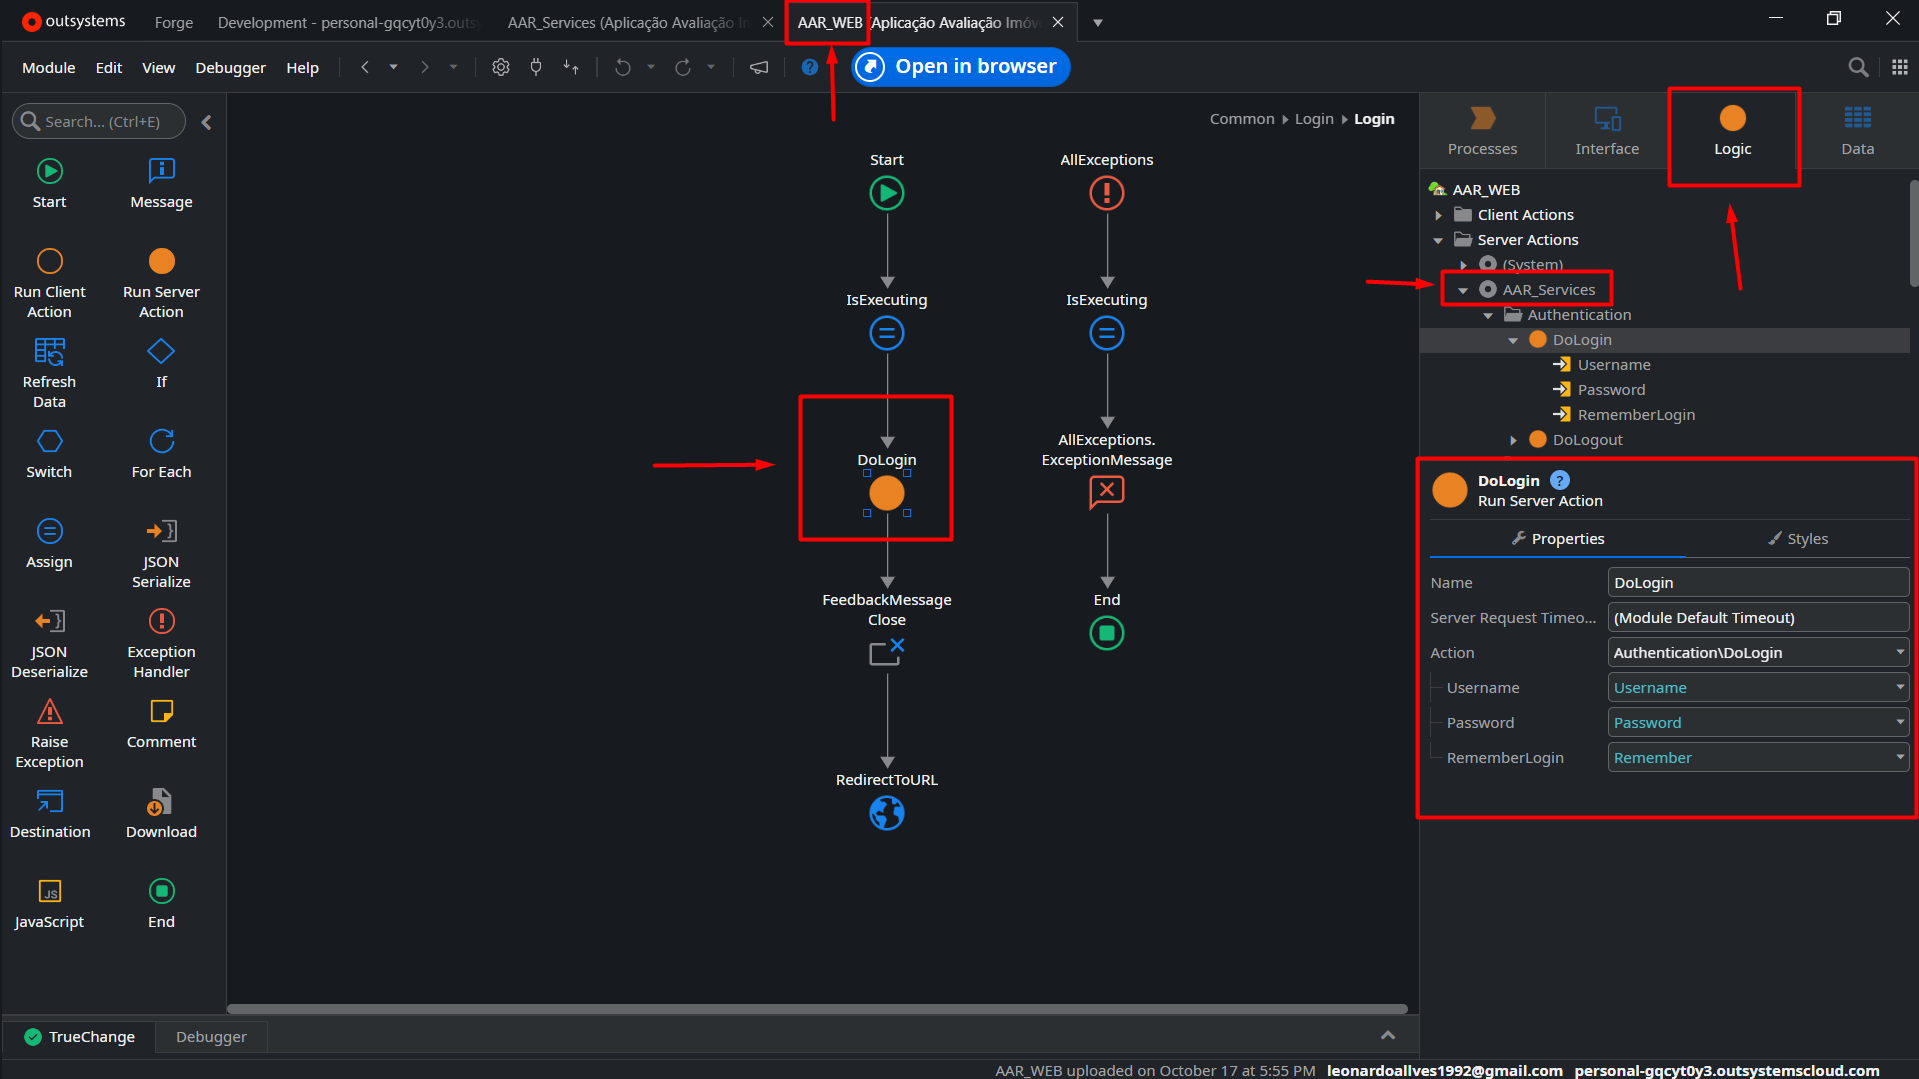 outsystems
Forge
Development - personal-gqcyt0y3.outs
AAR_Services (Aplicação Avaliação In
AAR_WEB (Aplicação Avaliação Imóv
Module Edit View Debugger Help
Open in browser
Search... (Ctrl+E)
Start
Message
Run Client
Action
Run Server
Action
Refresh
Data
If
Switch
For Each
Assign
JSON
Serialize
JSON
Deserialize
Exception
Handler
Raise
Exception
Comment
Destination
Download
JS
JavaScript
End
Common
Login
Login
Start
IsExecuting
DoLogin
FeedbackMessage
Close
RedirectToURL
AllExceptions
IsExecuting
AllExceptions.
ExceptionMessage
End
Processes
Interface
Logic
Data
AAR_WEB
Client Actions
Server Actions
(System)
AAR_Services
Authentication
DoLogin
Username
Password
RememberLogin
DoLogout
DoLogin ?
Run Server Action
Properties
Styles
Name DoLogin
Server Request Timeo... (Module Default Timeout)
Action Authentication\DoLogin
Username Username
Password Password
RememberLogin Remember
TrueChange
Debugger
AAR_WEB uploaded on October 17 at 5:55 PM leonardoallves1992@gmail.com personal-gqcyt0y3.outsystemscloud.com